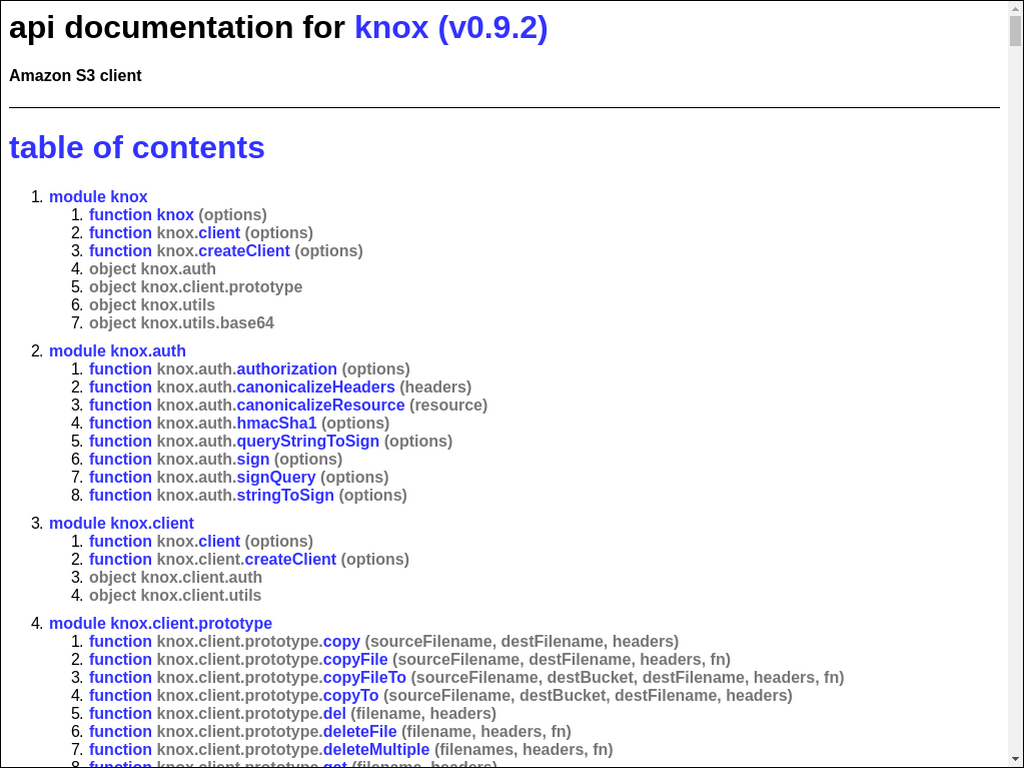 api documentation for knox (v0.9.2)
Amazon S3 client
table of contents
1. module knox
1. function knox (options)
2. function knox.client (options)
3. function knox.createClient (options)
4. object knox.auth
5. object knox.client.prototype
6. object knox.utils
7. object knox.utils.base64
2. module knox.auth
1. function knox.auth.authorization (options)
2. function knox.auth.canonicalizeHeaders (headers)
3. function knox.auth.canonicalizeResource (resource)
4. function knox.auth.hmacSha1 (options)
5. function knox.auth.queryStringToSign (options)
6. function knox.auth.sign (options)
7. function knox.auth.signQuery (options)
8. function knox.auth.stringToSign (options)
3. module knox.client
1. function knox.client (options)
2. function knox.client.createClient (options)
3. object knox.client.auth
4. object knox.client.utils
4. module knox.client.prototype
1. function knox.client.prototype.copy (sourceFilename, destFilename, headers)
2. function knox.client.prototype.copyFile (sourceFilename, destFilename, headers, fn)
3. function knox.client.prototype.copyFileTo (sourceFilename, destBucket, destFilename, headers, fn)
4. function knox.client.prototype.copyTo (sourceFilename, destBucket, destFilename, headers)
5. function knox.client.prototype.del (filename, headers)
6. function knox.client.prototype.deleteFile (filename, headers, fn)
7. function knox.client.prototype.deleteMultiple (filenames, headers, fn)
8. function knox.client.prototype.get (filename, headers)